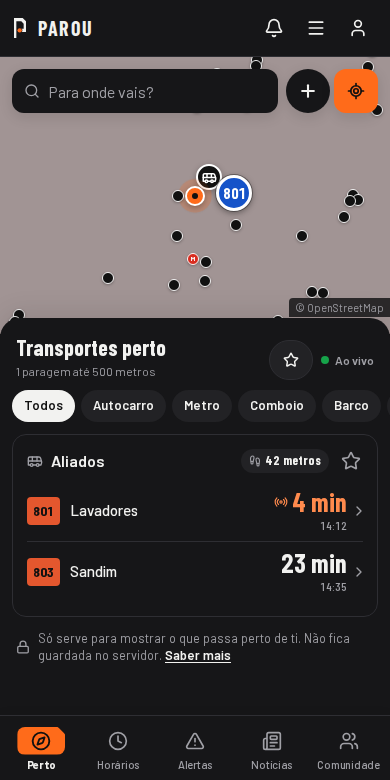 PAROU
Para onde vais?
801
M
© OpenStreetMap
Transportes perto
1 paragem até 500 metros
Ao vivo
Todos
Autocarro
Metro
Comboio
Barco
Aliados
42 metros
801
Lavadores
4 min
14:12
803
Sandim
23 min
14:35
Só serve para mostrar o que passa perto de ti. Não fica
guardada no servidor. Saber mais
Perto
Horários
Alertas
Notícias
Comunidade